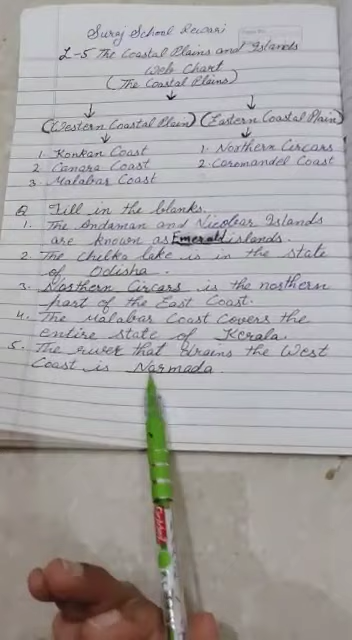 Suraj School Rewari
L-5 The Coastal Plains and Islands
Web Chart
(The Coastal Plains)
(Western Coastal Plain) (Eastern Coastal Plain)
1. Konkan Coast 1. Northern Circars
2 Canara Coast 2. Coromandel Coast
3. Malabar Coast
Q Fill in the blanks.
1. The Andaman and Nicobar Islands
are known as Emerald islands.
2. The chelka lake is in the state
of Odisha.
3. Northern Circars is the northern
part of the East Coast.
4. The Malabar Coast covers the
entire state of Kerala.
5. The river that drains the West
Coast is Narmada